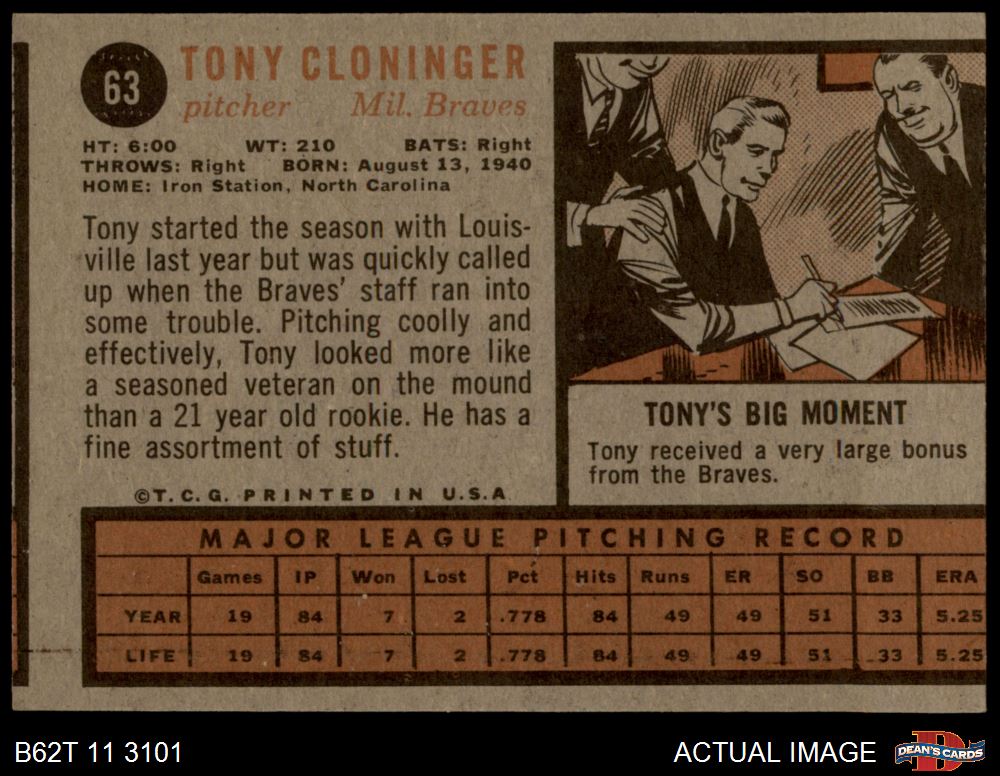 63
TONY CLONINGER
pitcher Mil. Braves
HT: 6:00 WT: 210 BATS: Right
THROWS: Right BORN: August 13, 1940
HOME: Iron Station, North Carolina
Tony started the season with Louis-
ville last year but was quickly called
up when the Braves' staff ran into
some trouble. Pitching coolly and
effectively, Tony looked more like
a seasoned veteran on the mound
than a 21 year old rookie. He has a
fine assortment of stuff.
©T.C.G. PRINTED IN U.S.A
TONY'S BIG MOMENT
Tony received a very large bonus
from the Braves.
MAJOR LEAGUE PITCHING RECORD
Games IP Won Lost Pct Hits Runs ER SO BB ERA
YEAR 19 84 7 2 .778 84 49 49 51 33 5.25
LIFE 19 84 7 2 .778 84 49 49 51 33 5.25
B62T 11 3101
ACTUAL IMAGE
DEAN'S CARDS